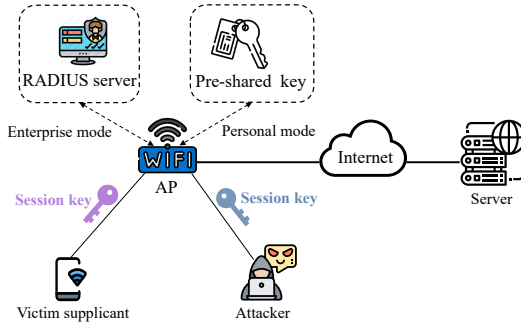 RADIUS server
Pre-shared key
Enterprise mode
Personal mode
WIFI
AP
Internet
Server
Session key
Session key
Victim supplicant
Attacker